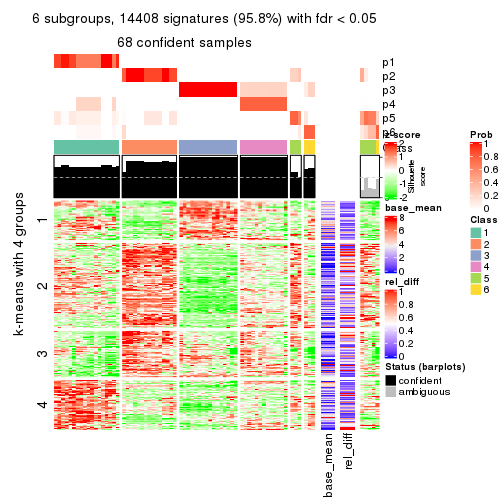 6 subgroups, 14408 signatures (95.8%) with fdr < 0.05
68 confident samples
p1
p2
p3
p4
p5
p6
Class
z-score
2
1
0
-1
-2
Silhouette
score
Prob
1
0.8
0.6
0.4
0.2
0
base_mean
8
6
4
2
0
Class
1
2
3
4
5
6
rel_diff
1
0.8
0.6
0.4
0.2
0
Status (barplots)
confident
ambiguous
k-means with 4 groups
1
2
3
4
base_mean
rel_diff